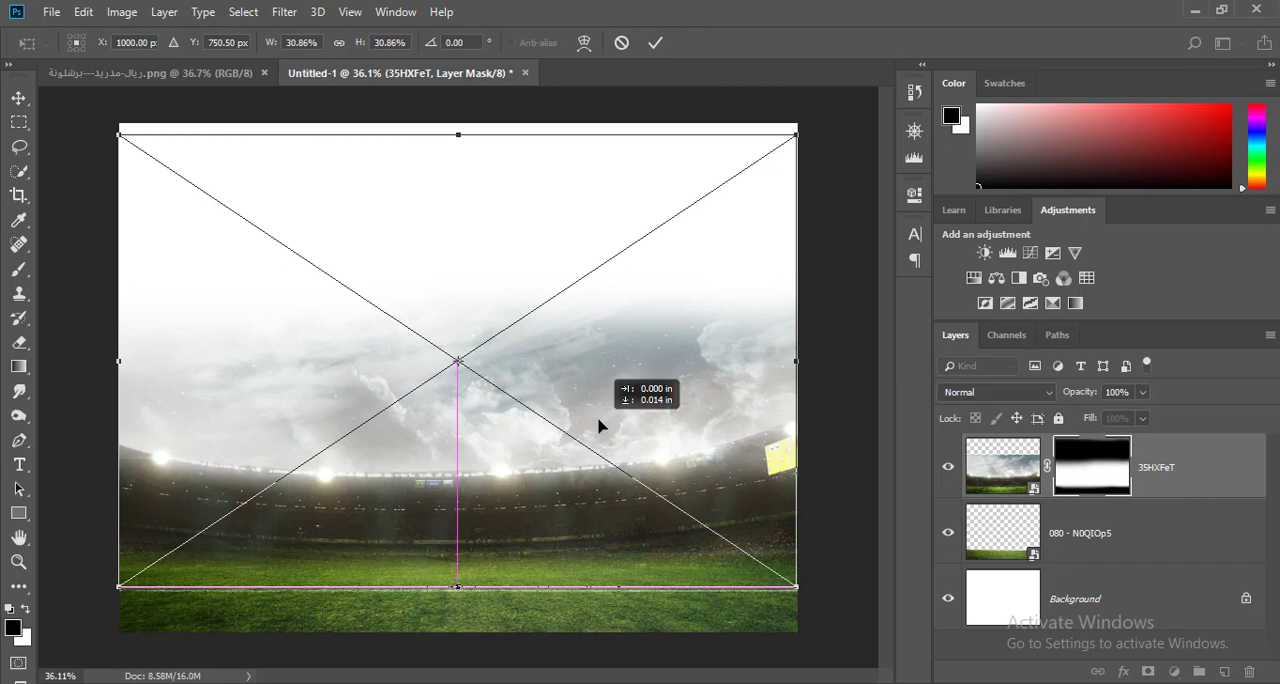 Ps File Edit Image Layer Type Select Filter 3D View Window Help
X: 1000.00 p Y: 750.50 px W: 30.86% H: 30.86% 0.00 ° Anti-alias
ريال-مدريد---برشلونة.png @ 36.7% (RGB/8) × Untitled-1 @ 36.1% (35HXFeT, Layer Mask/8) * ×
Color Swatches
Learn Libraries Adjustments
Add an adjustment
Layers Channels Paths
Kind
Normal Opacity: 100%
Lock: Fill: 100%
→|: 0.000 in
0.014 in
35HXFeT
080 - N0QIOp5
Background
Activate Windows
Go to Settings to activate Windows.
36.11% Doc: 8.58M/16.0M